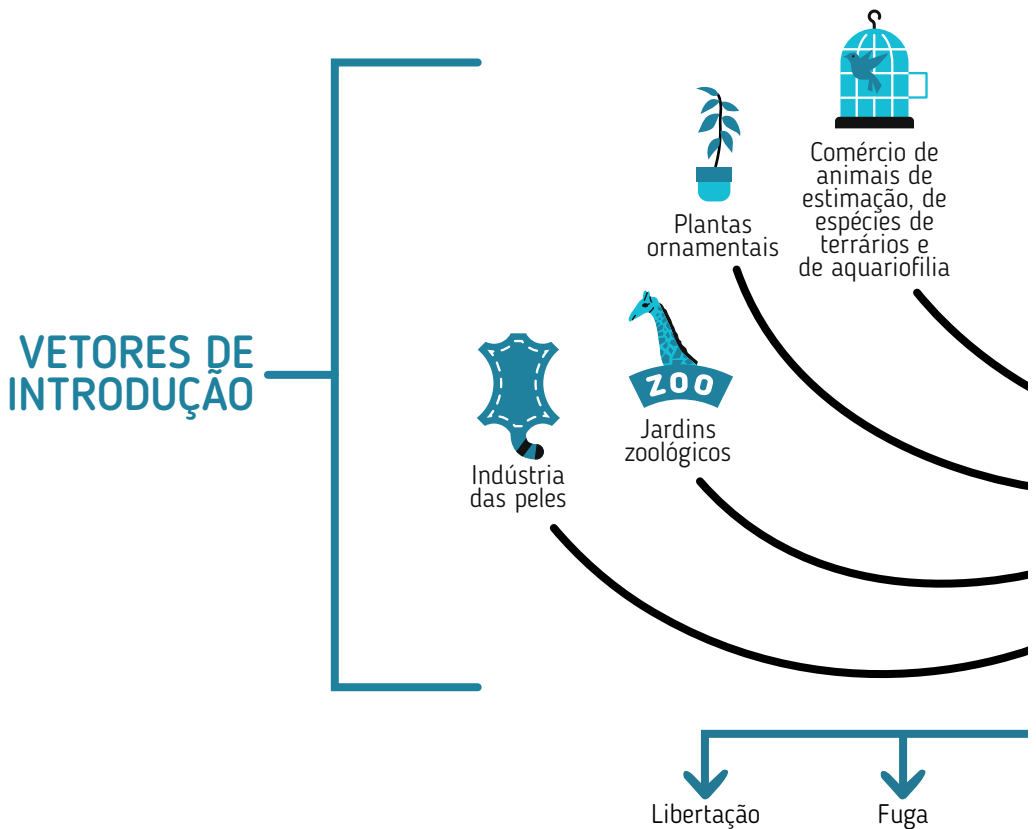 VETORES DE
INTRODUÇÃO
Comércio de
animais de
estimação, de
espécies de
terrários e
de aquariofilia
Plantas
ornamentais
ZOO
Jardins
zoológicos
Indústria
das peles
Libertação
Fuga